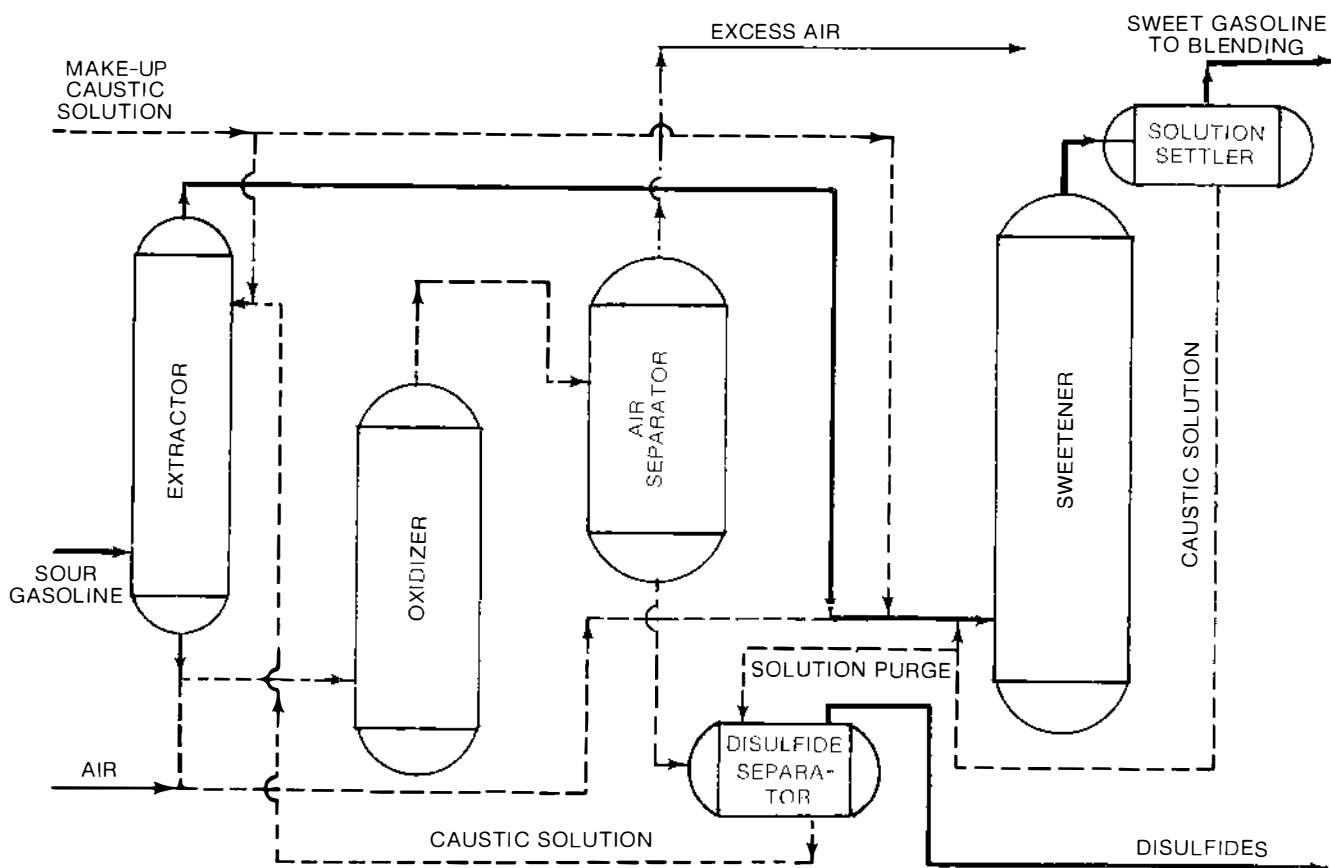 EXCESS AIR
SWEET GASOLINE
TO BLENDING
MAKE-UP
CAUSTIC
SOLUTION
SOLUTION
SETTLER
EXTRACTOR
OXIDIZER
AIR
SEPARATOR
SWEETENER
CAUSTIC SOLUTION
SOUR
GASOLINE
SOLUTION PURGE
AIR
DISULFIDE
SEPARA-
TOR
CAUSTIC SOLUTION
DISULFIDES